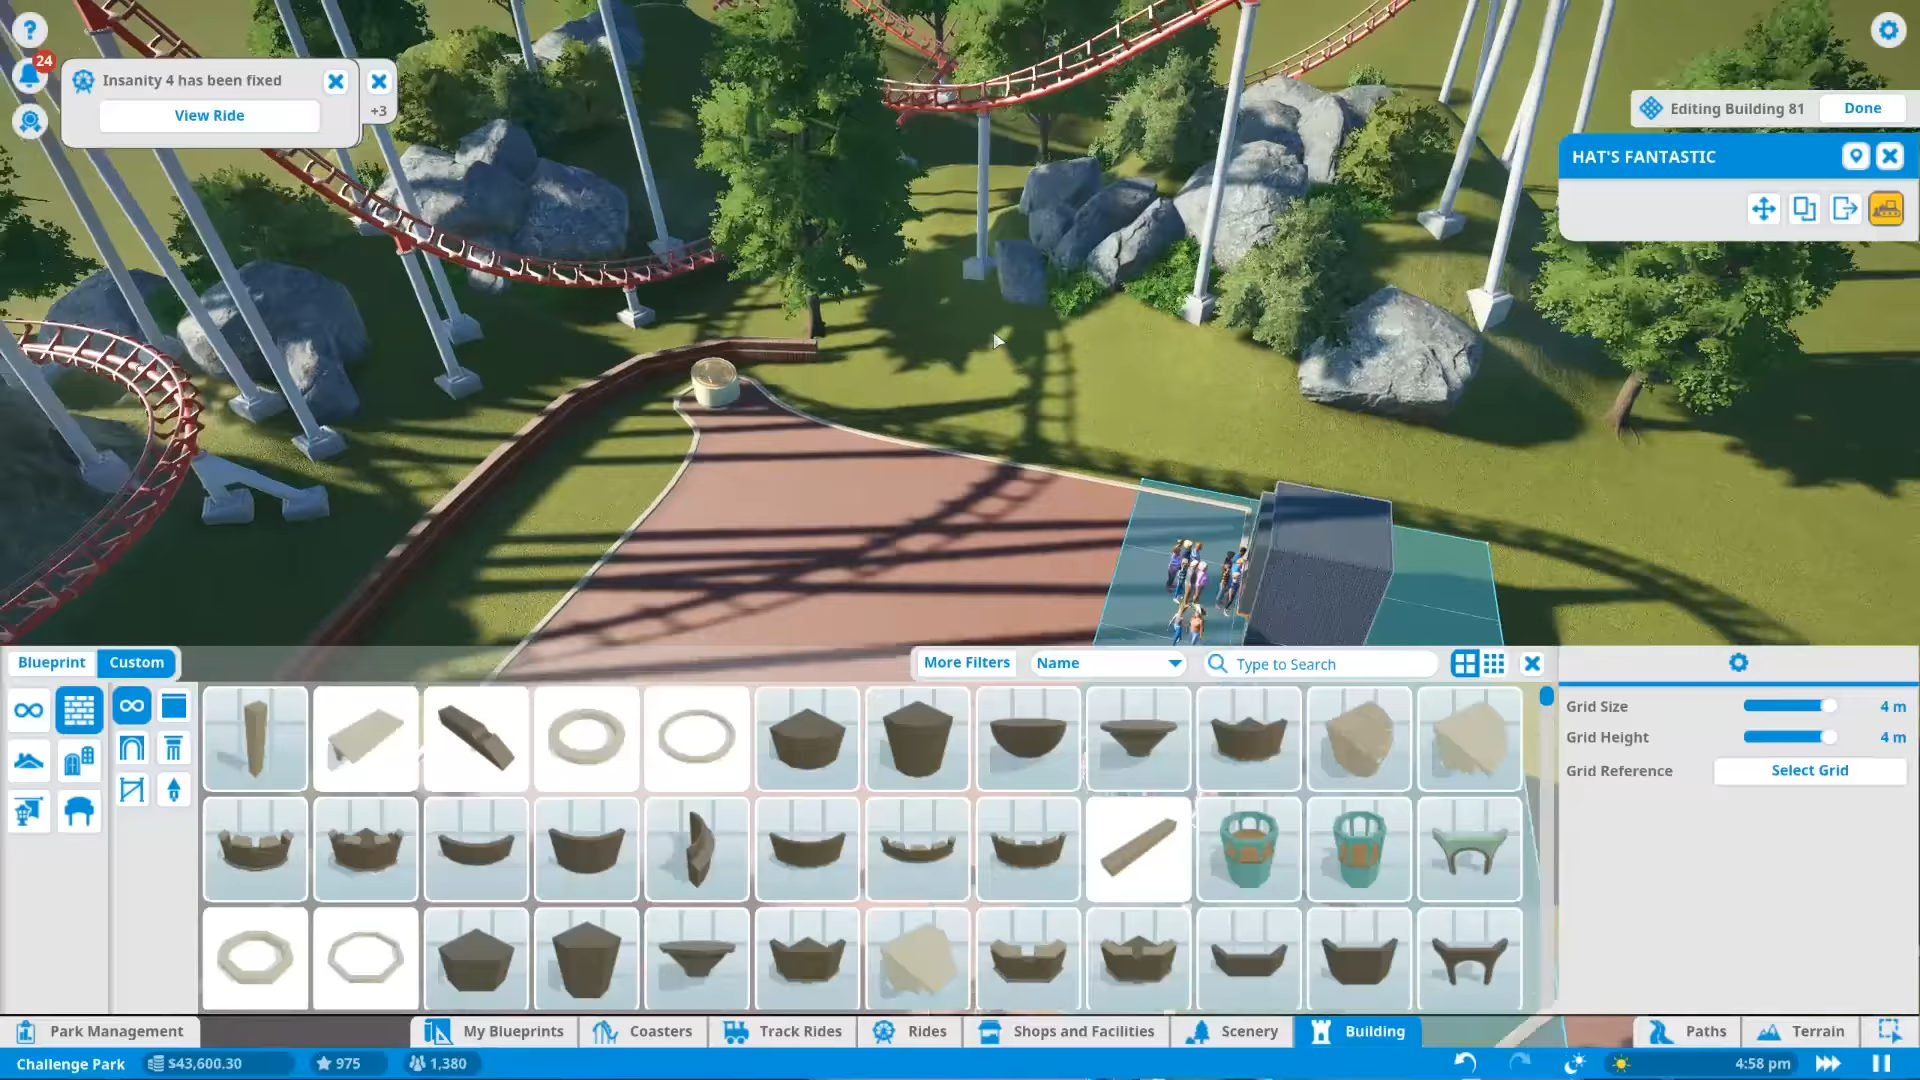 ?
24
Insanity 4 has been fixed
View Ride
+3
Editing Building 81
Done
HAT'S FANTASTIC
Blueprint
Custom
More Filters
Name
Type to Search
Grid Size
4 m
Grid Height
4 m
Grid Reference
Select Grid
Park Management
My Blueprints
Coasters
Track Rides
Rides
Shops and Facilities
Scenery
Building
Paths
Terrain
Challenge Park
$43,600.30
975
1,380
4:58 pm